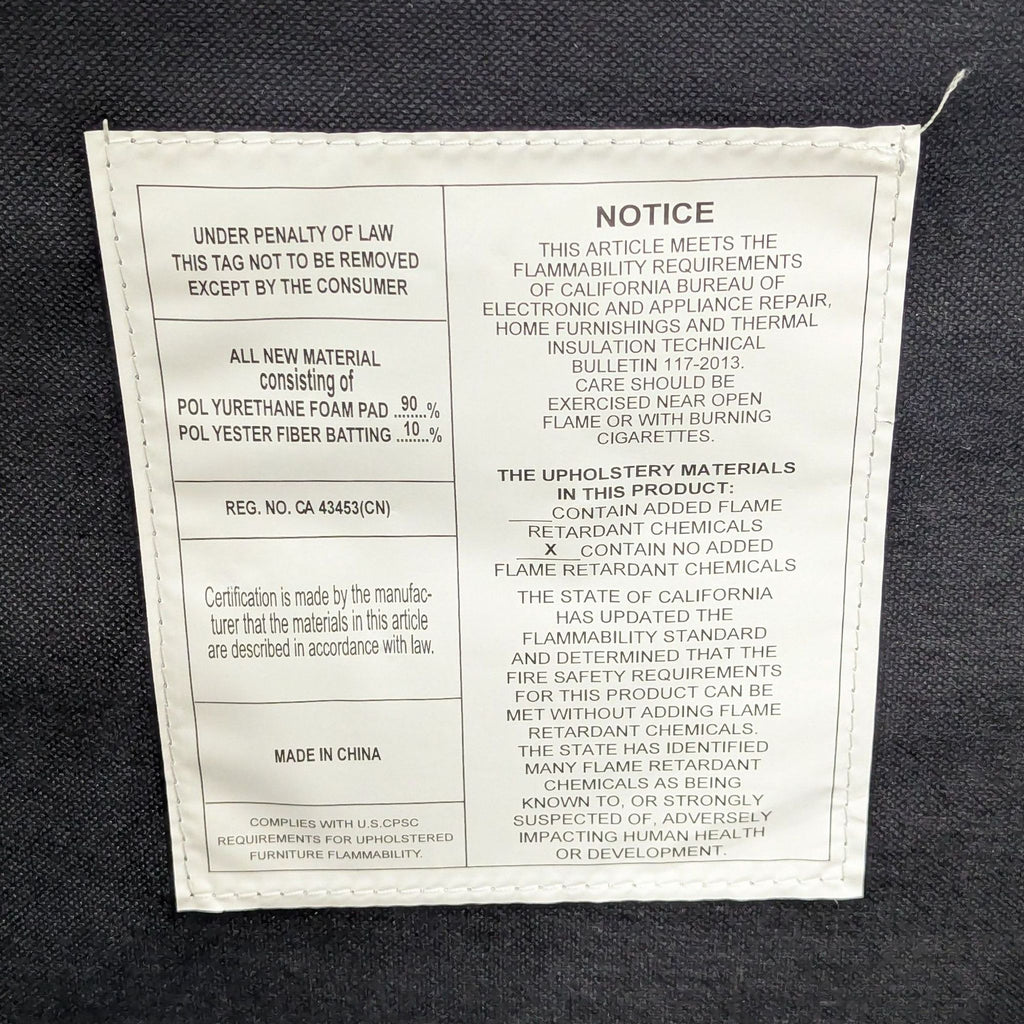 UNDER PENALTY OF LAW
THIS TAG NOT TO BE REMOVED
EXCEPT BY THE CONSUMER
ALL NEW MATERIAL
consisting of
POLYURETHANE FOAM PAD ..90..%
POLYESTER FIBER BATTING ..10..%
REG. NO. CA 43453(CN)
Certification is made by the manufac-
turer that the materials in this article
are described in accordance with law.
MADE IN CHINA
COMPLIES WITH U.S.CPSC
REQUIREMENTS FOR UPHOLSTERED
FURNITURE FLAMMABILITY.
NOTICE
THIS ARTICLE MEETS THE
FLAMMABILITY REQUIREMENTS
OF CALIFORNIA BUREAU OF
ELECTRONIC AND APPLIANCE REPAIR,
HOME FURNISHINGS AND THERMAL
INSULATION TECHNICAL
BULLETIN 117-2013.
CARE SHOULD BE
EXERCISED NEAR OPEN
FLAME OR WITH BURNING
CIGARETTES.
THE UPHOLSTERY MATERIALS
IN THIS PRODUCT:
____CONTAIN ADDED FLAME
RETARDANT CHEMICALS
__X__CONTAIN NO ADDED
FLAME RETARDANT CHEMICALS
THE STATE OF CALIFORNIA
HAS UPDATED THE
FLAMMABILITY STANDARD
AND DETERMINED THAT THE
FIRE SAFETY REQUIREMENTS
FOR THIS PRODUCT CAN BE
MET WITHOUT ADDING FLAME
RETARDANT CHEMICALS.
THE STATE HAS IDENTIFIED
MANY FLAME RETARDANT
CHEMICALS AS BEING
KNOWN TO, OR STRONGLY
SUSPECTED OF, ADVERSELY
IMPACTING HUMAN HEALTH
OR DEVELOPMENT.